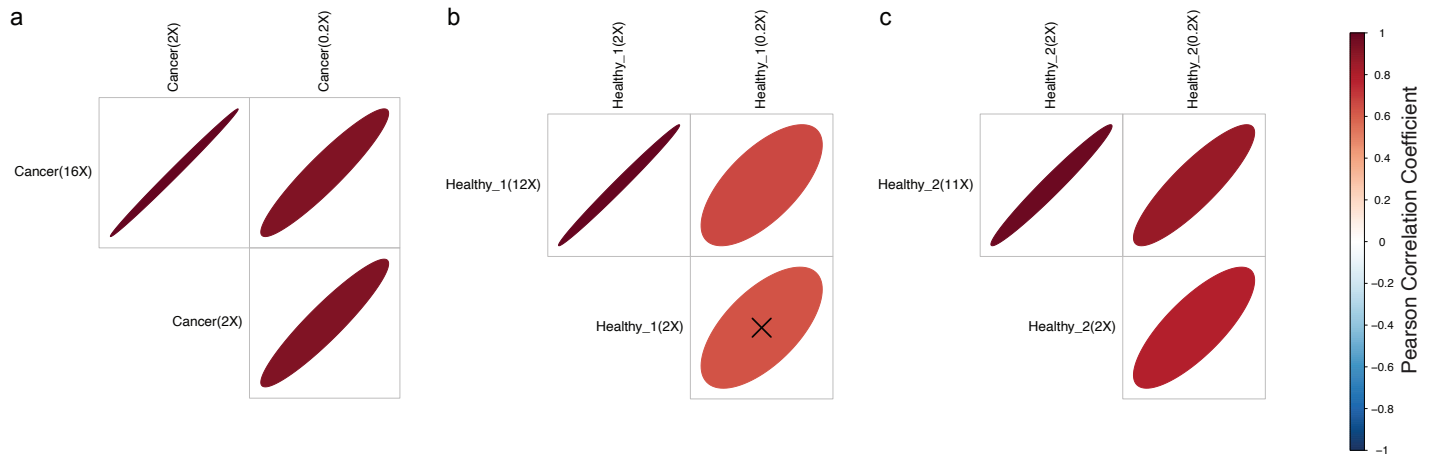 a
Cancer(2X)
Cancer(0.2X)
Cancer(16X)
Cancer(2X)
b
Healthy_1(2X)
Healthy_1(0.2X)
Healthy_1(12X)
Healthy_1(2X)
c
Healthy_2(2X)
Healthy_2(0.2X)
Healthy_2(11X)
Healthy_2(2X)
1
0.8
0.6
0.4
0.2
0
−0.2
−0.4
−0.6
−0.8
−1
Pearson Correlation Coefficient